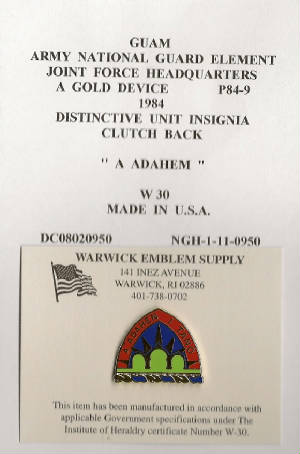 GUAM
ARMY NATIONAL GUARD ELEMENT
JOINT FORCE HEADQUARTERS
A GOLD DEVICE P84-9
1984
DISTINCTIVE UNIT INSIGNIA
CLUTCH BACK
" A ADAHEM "
W 30
MADE IN U.S.A.
DC08020950 NGH-1-11-0950
WARWICK EMBLEM SUPPLY
141 INEZ AVENUE
WARWICK, RI 02886
401-738-0702
A ADAHEM I TANO
This item has been manufactured in accordance with
applicable Government specifications under The
Institute of Heraldry certificate Number W-30.